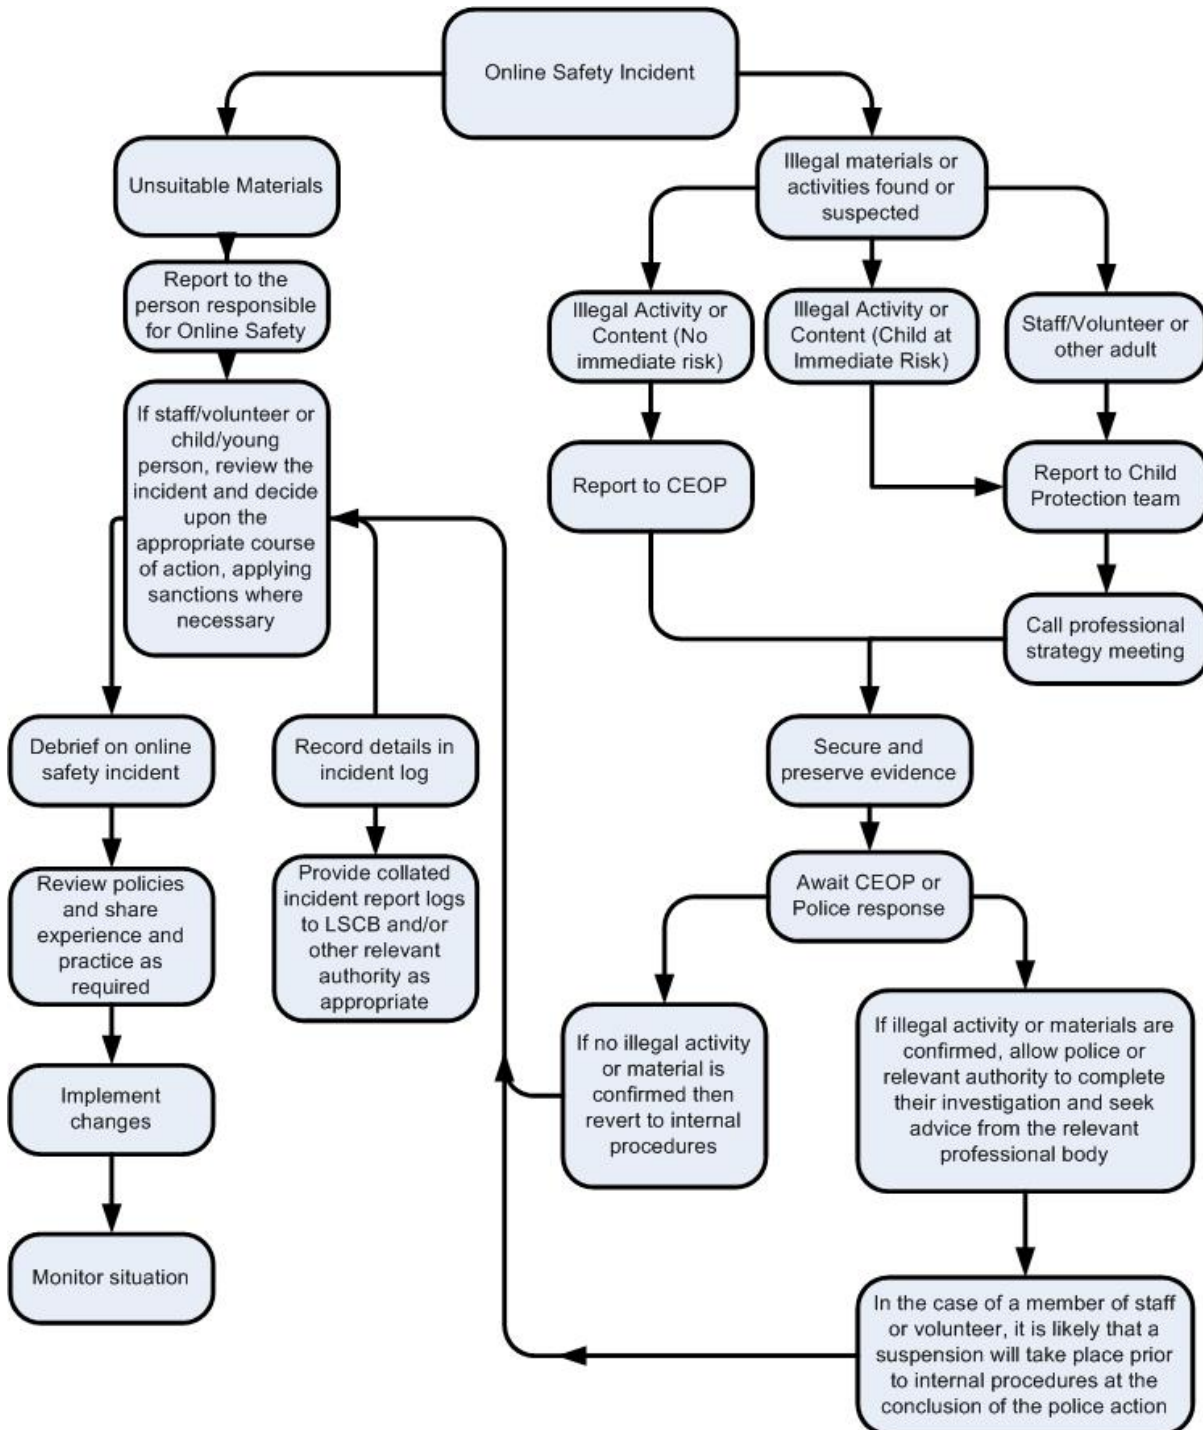 Online Safety Incident
Unsuitable Materials
Report to the
person responsible
for Online Safety
If staff/volunteer or
child/young
person, review the
incident and decide
upon the
appropriate course
of action, applying
sanctions where
necessary
Debrief on online
safety incident
Review policies
and share
experience and
practice as
required
Implement
changes
Monitor situation
Record details in
incident log
Provide collated
incident report logs
to LSCB and/or
other relevant
authority as
appropriate
Illegal materials or
activities found or
suspected
Illegal Activity or
Content (No
immediate risk)
Illegal Activity or
Content (Child at
Immediate Risk)
Staff/Volunteer or
other adult
Report to CEOP
Report to Child
Protection team
Call professional
strategy meeting
Secure and
preserve evidence
Await CEOP or
Police response
If no illegal activity
or material is
confirmed then
revert to internal
procedures
If illegal activity or materials are
confirmed, allow police or
relevant authority to complete
their investigation and seek
advice from the relevant
professional body
In the case of a member of staff
or volunteer, it is likely that a
suspension will take place prior
to internal procedures at the
conclusion of the police action